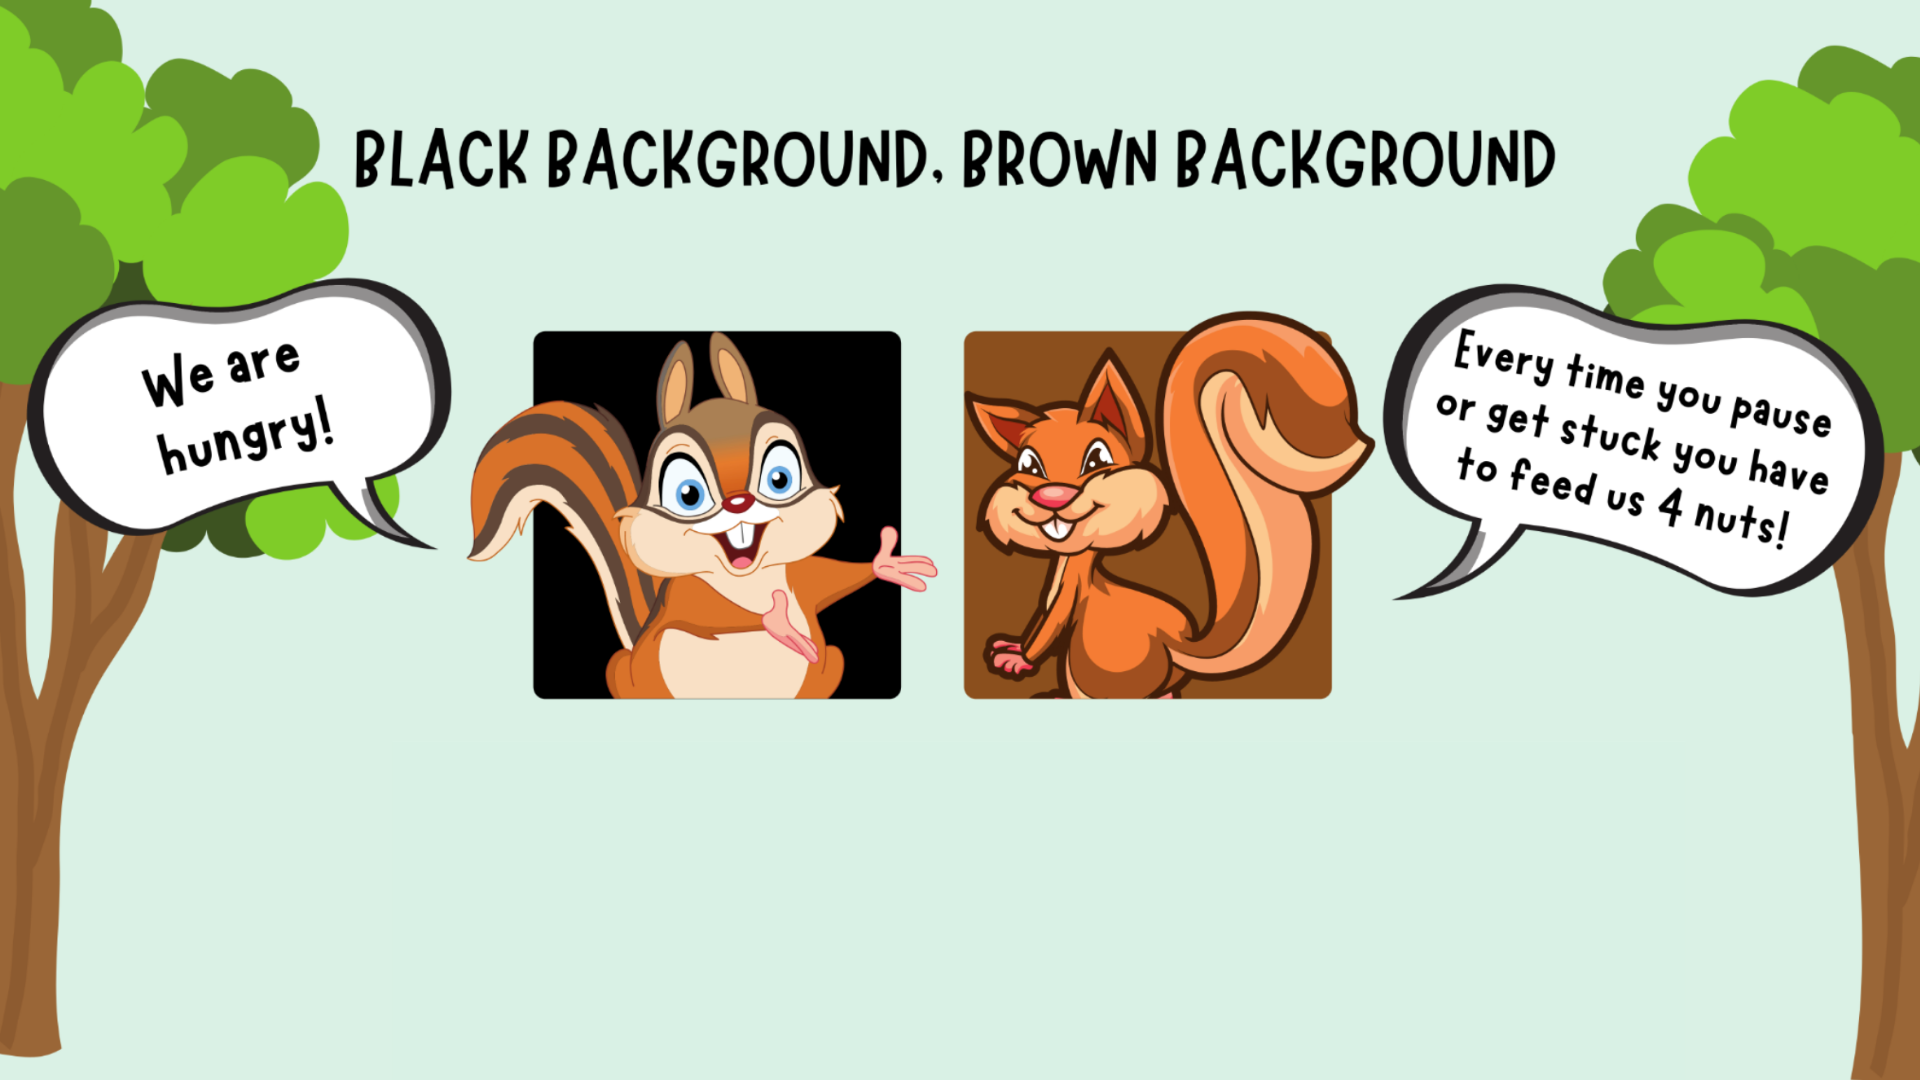 BLACK BACKGROUND, BROWN BACKGROUND
We are
hungry!
Every time you pause
or get stuck you have
to feed us 4 nuts!